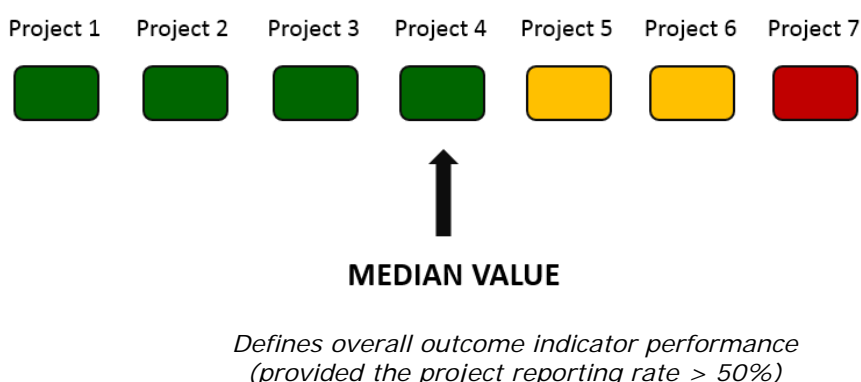 Project 1 Project 2 Project 3 Project 4 Project 5 Project 6 Project 7
MEDIAN VALUE
Defines overall outcome indicator performance
(provided the project reporting rate > 50%)